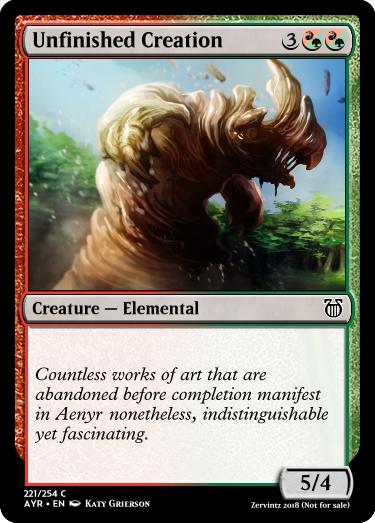 Unfinished Creation 3
Creature — Elemental
Countless works of art that are
abandoned before completion manifest
in Aenyr nonetheless, indistinguishable
yet fascinating.
5/4
221/254 C
AYR • EN Katy Grierson
Zervintz 2018 (Not for sale)